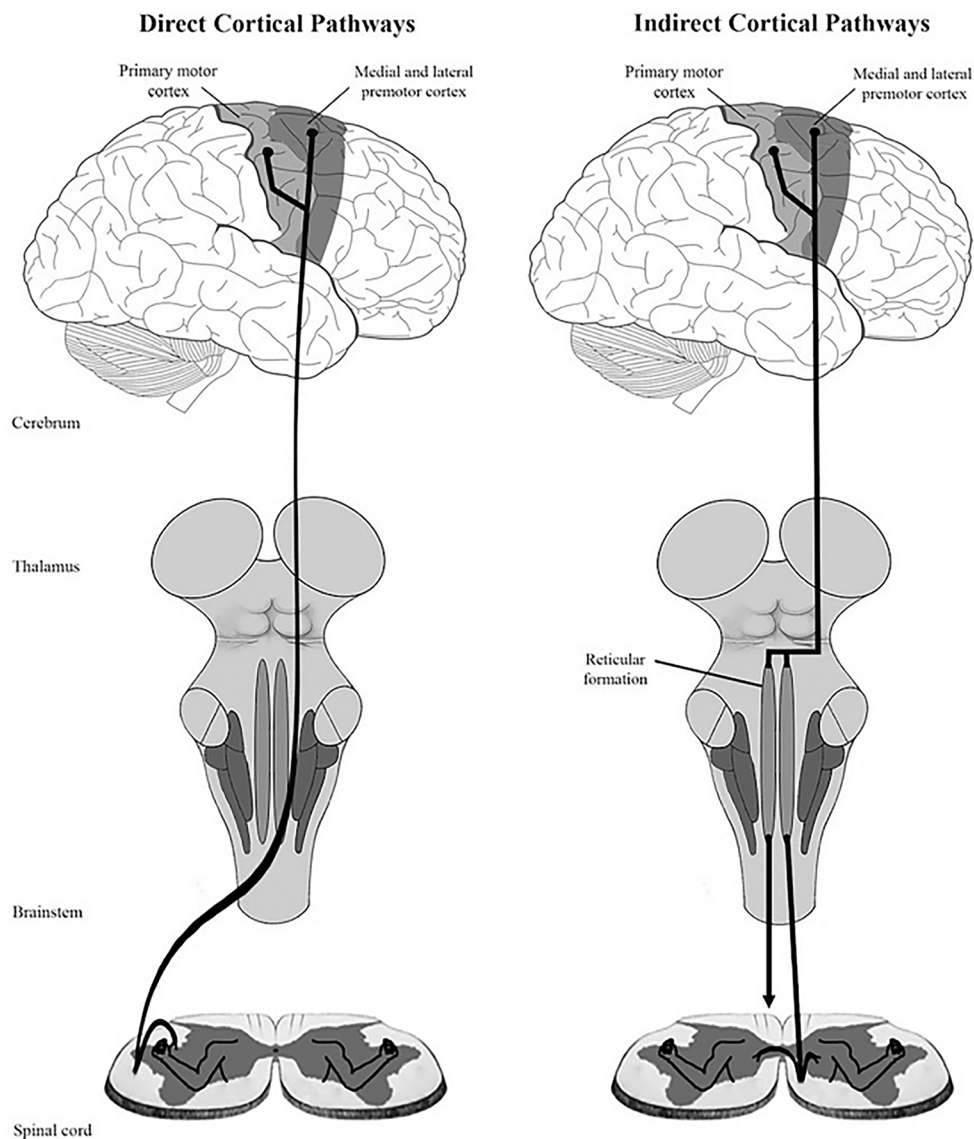 Direct Cortical Pathways
Primary motor
cortex
Medial and lateral
premotor cortex
Indirect Cortical Pathways
Primary motor
cortex
Medial and lateral
premotor cortex
Cerebrum
Thalamus
Reticular
formation
Brainstem
Spinal cord